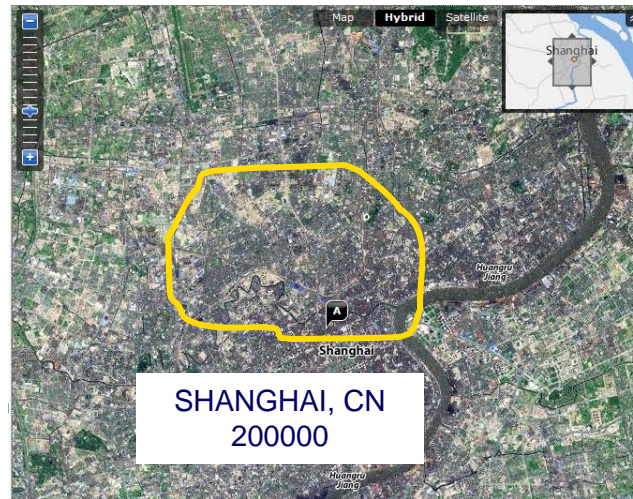 Map Hybrid Satellite
Shanghai
A
Huangpu
Jiang
Shanghai
SHANGHAI, CN
200000
Huangpu
Jiang